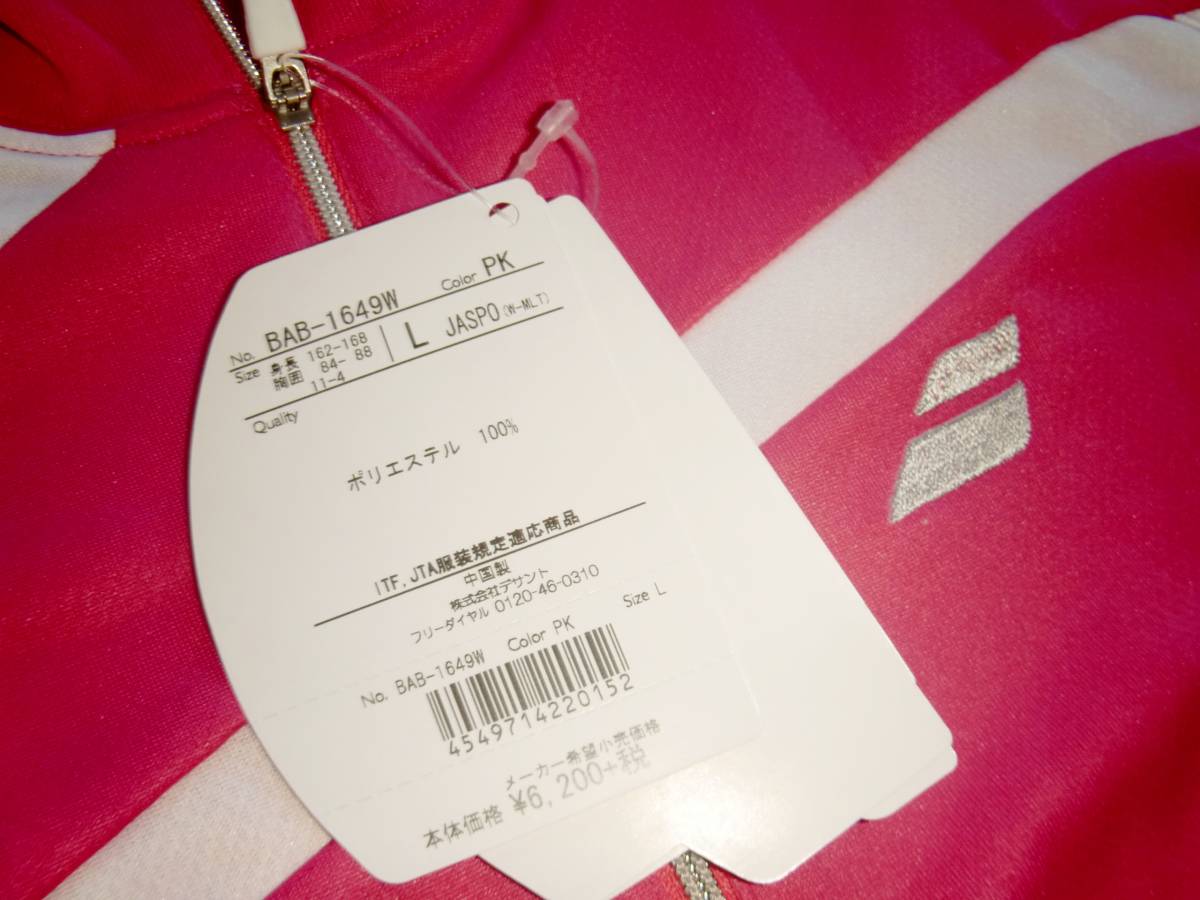 No. BAB-1649W Color PK
Size 身長 162-168 L JASPO (W-MLT)
胸囲 84- 88
11-4
Quality
ポリエステル 100%
ITF, JTA服装規定適応商品
中国製
株式会社デサント
フリーダイヤル 0120-46-0310
No. BAB-1649W Color PK Size L
4549714220152
メーカー希望小売価格
本体価格 ¥6,200+税